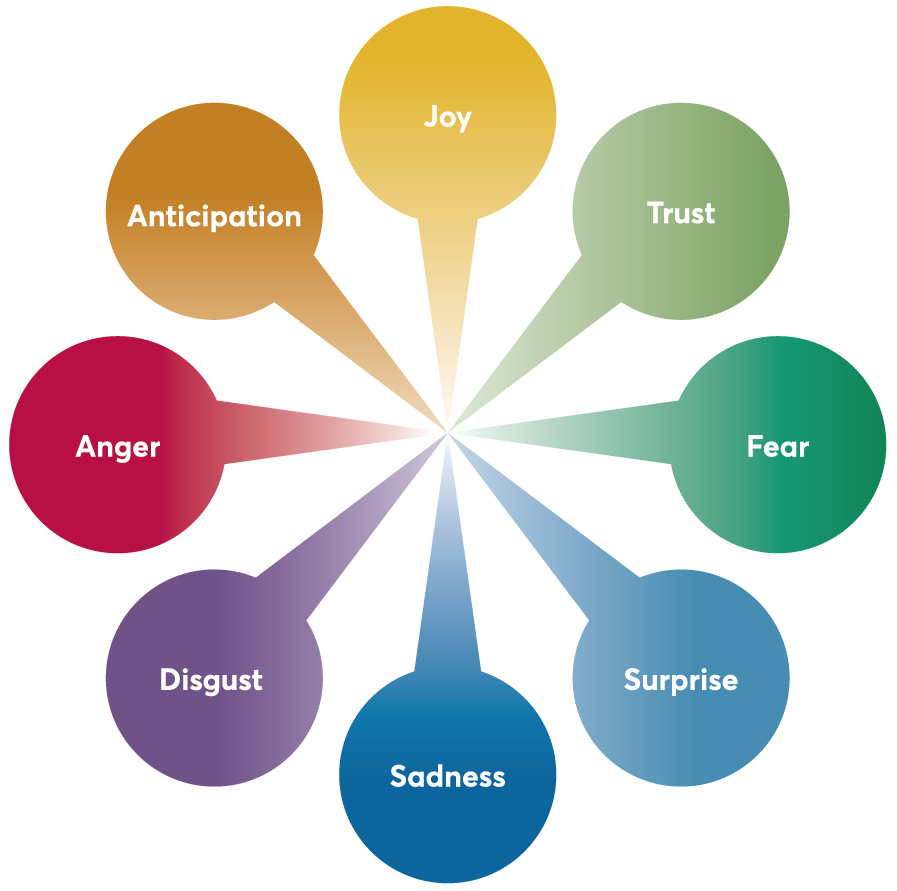 Joy
Trust
Anticipation
Anger
Fear
Disgust
Surprise
Sadness